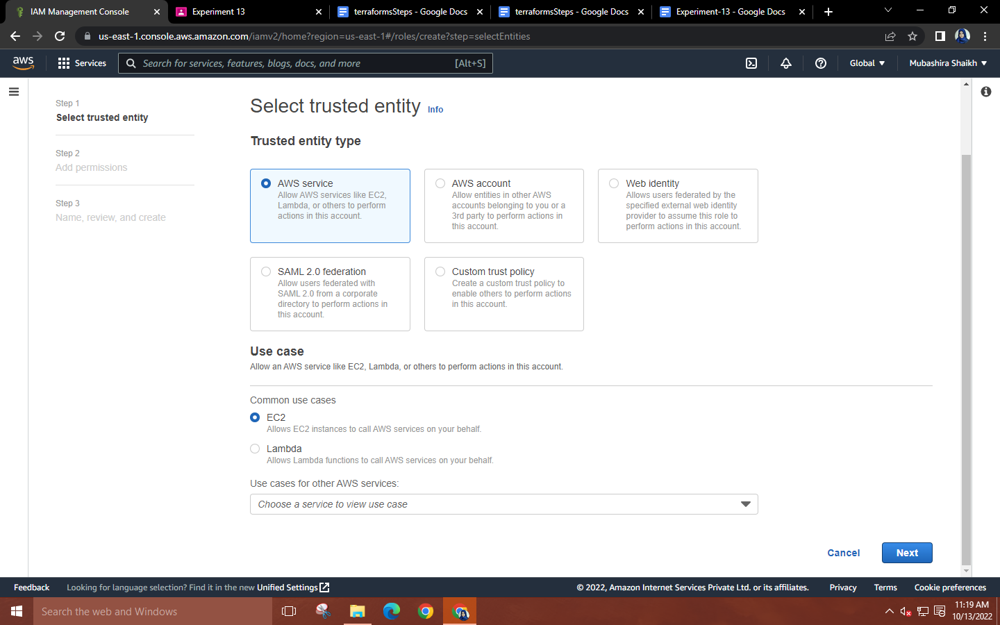 IAM Management Console
Experiment 13
terraformsSteps - Google Docs
terraformsSteps - Google Docs
Experiment-13 - Google Docs
us-east-1.console.aws.amazon.com/iamv2/home?region=us-east-1#/roles/create?step=selectEntities
aws
Services
Search for services, features, blogs, docs, and more
[Alt+S]
Global
Mubashira Shaikh
Step 1
Select trusted entity
Step 2
Add permissions
Step 3
Name, review, and create
Select trusted entity Info
Trusted entity type
AWS service
Allow AWS services like EC2,
Lambda, or others to perform
actions in this account.
AWS account
Allow entities in other AWS
accounts belonging to you or a
3rd party to perform actions in
this account.
Web identity
Allows users federated by the
specified external web identity
provider to assume this role to
perform actions in this account.
SAML 2.0 federation
Allow users federated with
SAML 2.0 from a corporate
directory to perform actions in
this account.
Custom trust policy
Create a custom trust policy to
enable others to perform actions
in this account.
Use case
Allow an AWS service like EC2, Lambda, or others to perform actions in this account.
Common use cases
EC2
Allows EC2 instances to call AWS services on your behalf.
Lambda
Allows Lambda functions to call AWS services on your behalf.
Use cases for other AWS services:
Choose a service to view use case
Cancel
Next
Feedback
Looking for language selection? Find it in the new Unified Settings
© 2022, Amazon Internet Services Private Ltd. or its affiliates.
Privacy
Terms
Cookie preferences
Search the web and Windows
11:19 AM
10/13/2022